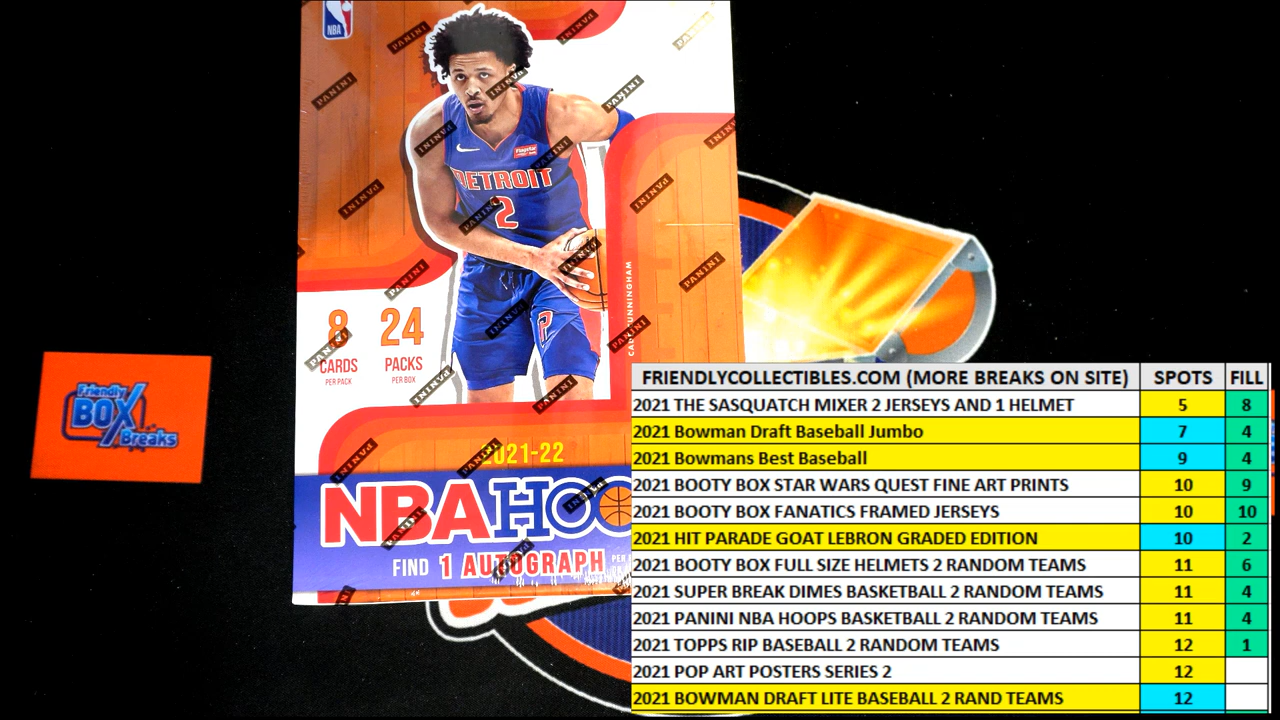 NBA
PANINI
DETROIT
2
Flagstar
CADE CUNNINGHAM
8
CARDS
PER PACK
24
PACKS
PER BOX
2021-22
NBA HOO
FIND 1 AUTOGRAPH PER
Friendly
BOX
Breaks
FRIENDLYCOLLECTIBLES.COM (MORE BREAKS ON SITE) SPOTS FILL
2021 THE SASQUATCH MIXER 2 JERSEYS AND 1 HELMET 5 8
2021 Bowman Draft Baseball Jumbo 7 4
2021 Bowmans Best Baseball 9 4
2021 BOOTY BOX STAR WARS QUEST FINE ART PRINTS 10 9
2021 BOOTY BOX FANATICS FRAMED JERSEYS 10 10
2021 HIT PARADE GOAT LEBRON GRADED EDITION 10 2
2021 BOOTY BOX FULL SIZE HELMETS 2 RANDOM TEAMS 11 6
2021 SUPER BREAK DIMES BASKETBALL 2 RANDOM TEAMS 11 4
2021 PANINI NBA HOOPS BASKETBALL 2 RANDOM TEAMS 11 4
2021 TOPPS RIP BASEBALL 2 RANDOM TEAMS 12 1
2021 POP ART POSTERS SERIES 2 12
2021 BOWMAN DRAFT LITE BASEBALL 2 RAND TEAMS 12